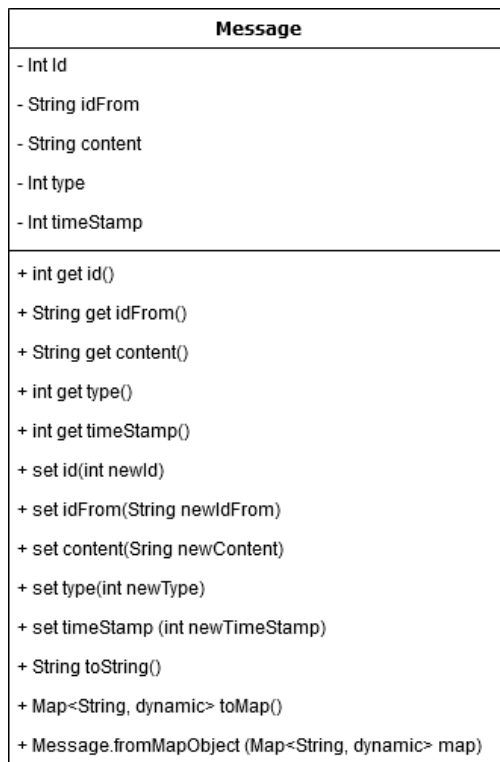 Message
- Int Id
- String idFrom
- String content
- Int type
- Int timeStamp
+ int get id()
+ String get idFrom()
+ String get content()
+ int get type()
+ int get timeStamp()
+ set id(int newId)
+ set idFrom(String newIdFrom)
+ set content(Sring newContent)
+ set type(int newType)
+ set timeStamp (int newTimeStamp)
+ String toString()
+ Map<String, dynamic> toMap()
+ Message.fromMapObject (Map<String, dynamic> map)